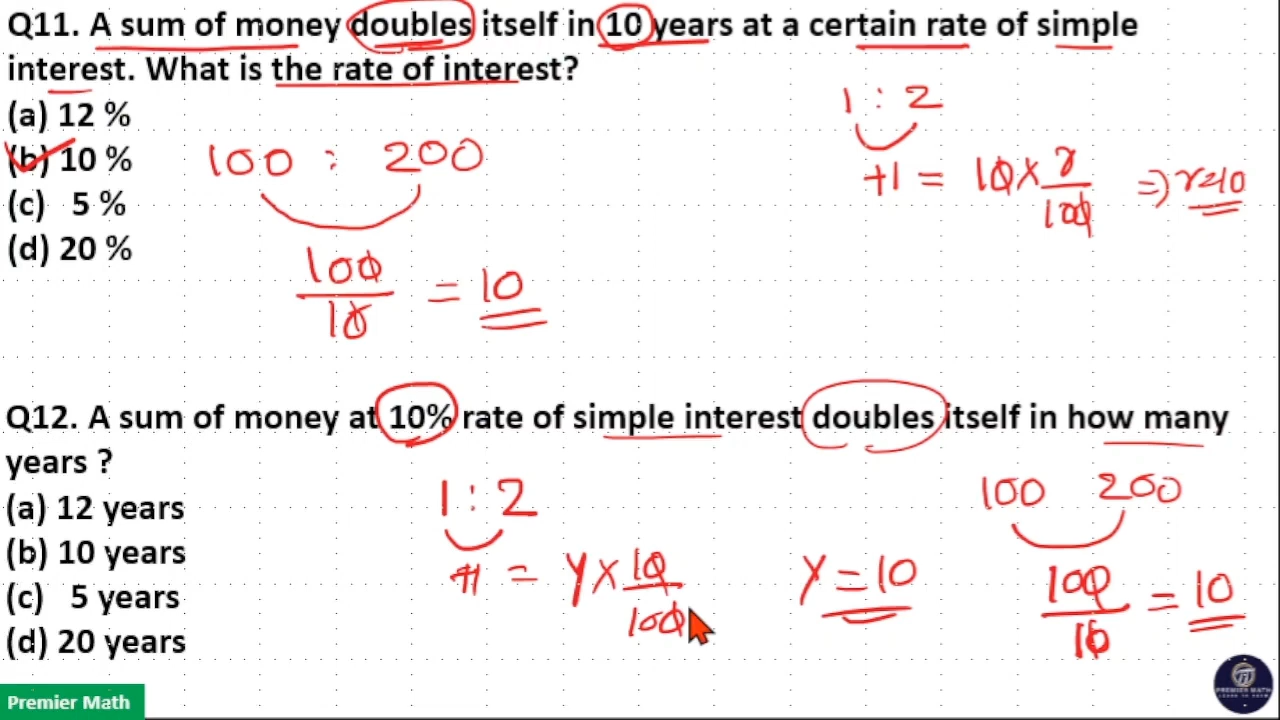 Q11. A sum of money doubles itself in 10 years at a certain rate of simple
interest. What is the rate of interest?
(a) 12 %
(b) 10 %
(c) 5 %
(d) 20 %
100 : 200
100
10
= 10
1 : 2
+1 = 10 × r
100
⇒ r=10
Q12. A sum of money at 10% rate of simple interest doubles itself in how many
years ?
(a) 12 years
(b) 10 years
(c) 5 years
(d) 20 years
1 : 2
+1 = Y × 10
100
Y = 10
100 200
100
10
= 10
Premier Math
PREMIER MATH